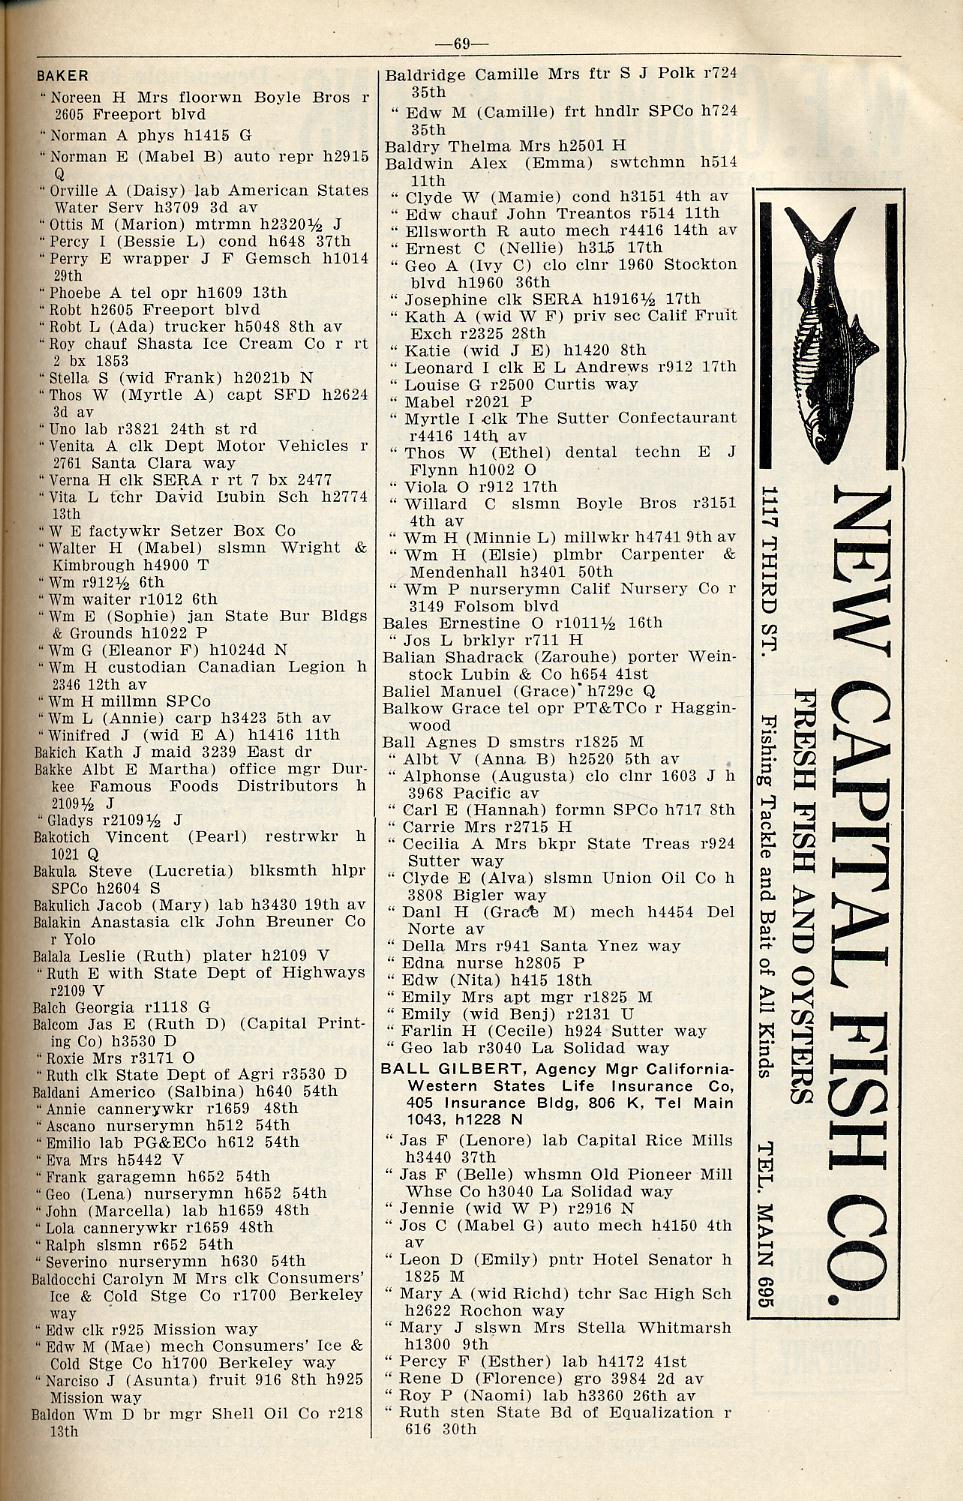 —69—
BAKER
" Noreen H Mrs floorwn Boyle Bros r
2605 Freeport blvd
" Norman A phys h1415 G
" Norman E (Mabel B) auto repr h2915
Q
" Orville A (Daisy) lab American States
Water Serv h3709 3d av
" Ottis M (Marion) mtrmn h2320½ J
" Percy I (Bessie L) cond h648 37th
" Perry E wrapper J F Gemsch h1014
29th
" Phoebe A tel opr h1609 13th
" Robt h2605 Freeport blvd
" Robt L (Ada) trucker h5048 8th av
" Roy chauf Shasta Ice Cream Co r rt
2 bx 1853
" Stella S (wid Frank) h2021b N
" Thos W (Myrtle A) capt SFD h2624
3d av
" Uno lab r3821 24th st rd
" Venita A clk Dept Motor Vehicles r
2761 Santa Clara way
" Verna H clk SERA r rt 7 bx 2477
" Vita L tchr David Lubin Sch h2774
13th
" W E factywkr Setzer Box Co
" Walter H (Mabel) slsmn Wright &
Kimbrough h4900 T
" Wm r912½ 6th
" Wm waiter r1012 6th
" Wm E (Sophie) jan State Bur Bldgs
& Grounds h1022 P
" Wm G (Eleanor F) h1024d N
" Wm H custodian Canadian Legion h
2346 12th av
" Wm H millmn SPCo
" Wm L (Annie) carp h3423 5th av
" Winifred J (wid E A) h1416 11th
Bakich Kath J maid 3239 East dr
Bakke Albt E Martha) office mgr Dur-
kee Famous Foods Distributors h
2109½ J
" Gladys r2109½ J
Bakotich Vincent (Pearl) restrwkr h
1021 Q
Bakula Steve (Lucretia) blksmth hlpr
SPCo h2604 S
Bakulich Jacob (Mary) lab h3430 19th av
Balakin Anastasia clk John Breuner Co
r Yolo
Balala Leslie (Ruth) plater h2109 V
" Ruth E with State Dept of Highways
r2109 V
Balch Georgia r1118 G
Balcom Jas E (Ruth D) (Capital Print-
ing Co) h3530 D
" Roxie Mrs r3171 O
" Ruth clk State Dept of Agri r3530 D
Baldani Americo (Salbina) h640 54th
" Annie cannerywkr r1659 48th
" Ascano nurserymn h512 54th
" Emilio lab PG&ECo h612 54th
" Eva Mrs h5442 V
" Frank garagemn h652 54th
" Geo (Lena) nurserymn h652 54th
" John (Marcella) lab h1659 48th
" Lola cannerywkr r1659 48th
" Ralph slsmn r652 54th
" Severino nurserymn h630 54th
Baldocchi Carolyn M Mrs clk Consumers'
Ice & Cold Stge Co r1700 Berkeley
way
" Edw clk r925 Mission way
" Edw M (Mae) mech Consumers' Ice &
Cold Stge Co h1700 Berkeley way
" Narciso J (Asunta) fruit 916 8th h925
Mission way
Baldon Wm D br mgr Shell Oil Co r218
13th
Baldridge Camille Mrs ftr S J Polk r724
35th
" Edw M (Camille) frt hndlr SPCo h724
35th
Baldry Thelma Mrs h2501 H
Baldwin Alex (Emma) swtchmn h514
11th
" Clyde W (Mamie) cond h3151 4th av
" Edw chauf John Treantos r514 11th
" Ellsworth R auto mech r4416 14th av
" Ernest C (Nellie) h315 17th
" Geo A (Ivy C) clo clnr 1960 Stockton
blvd h1960 36th
" Josephine clk SERA h1916½ 17th
" Kath A (wid W F) priv sec Calif Fruit
Exch r2325 28th
" Katie (wid J E) h1420 8th
" Leonard I clk E L Andrews r912 17th
" Louise G r2500 Curtis way
" Mabel r2021 P
" Myrtle I clk The Sutter Confectaurant
r4416 14th av
" Thos W (Ethel) dental techn E J
Flynn h1002 O
" Viola O r912 17th
" Willard C slsmn Boyle Bros r3151
4th av
" Wm H (Minnie L) millwkr h4741 9th av
" Wm H (Elsie) plmbr Carpenter &
Mendenhall h3401 50th
" Wm P nurserymn Calif Nursery Co r
3149 Folsom blvd
Bales Ernestine O r1011½ 16th
" Jos L brklyr r711 H
Balian Shadrack (Zarouhe) porter Wein-
stock Lubin & Co h654 41st
Baliel Manuel (Grace) h729c Q
Balkow Grace tel opr PT&TCo r Haggin-
wood
Ball Agnes D smstrs r1825 M
" Albt V (Anna B) h2520 5th av
" Alphonse (Augusta) clo clnr 1603 J h
3968 Pacific av
" Carl E (Hannah) formn SPCo h717 8th
" Carrie Mrs r2715 H
" Cecilia A Mrs bkpr State Treas r924
Sutter way
" Clyde E (Alva) slsmn Union Oil Co h
3808 Bigler way
" Danl H (Grace M) mech h4454 Del
Norte av
" Della Mrs r941 Santa Ynez way
" Edna nurse h2805 P
" Edw (Nita) h415 18th
" Emily Mrs apt mgr r1825 M
" Emily (wid Benj) r2131 U
" Farlin H (Cecile) h924 Sutter way
" Geo lab r3040 La Solidad way
BALL GILBERT, Agency Mgr California-
Western States Life Insurance Co,
405 Insurance Bldg, 806 K, Tel Main
1043, h1228 N
" Jas F (Lenore) lab Capital Rice Mills
h3440 37th
" Jas F (Belle) whsmn Old Pioneer Mill
Whse Co h3040 La Solidad way
" Jennie (wid W P) r2916 N
" Jos C (Mabel G) auto mech h4150 4th
av
" Leon D (Emily) pntr Hotel Senator h
1825 M
" Mary A (wid Richd) tchr Sac High Sch
h2622 Rochon way
" Mary J slswn Mrs Stella Whitmarsh
h1300 9th
" Percy F (Esther) lab h4172 41st
" Rene D (Florence) gro 3984 2d av
" Roy P (Naomi) lab h3360 26th av
" Ruth sten State Bd of Equalization r
616 30th
NEW CAPITAL FISH CO.
FRESH FISH AND OYSTERS
1117 THIRD ST. Fishing Tackle and Bait of All Kinds TEL. MAIN 695